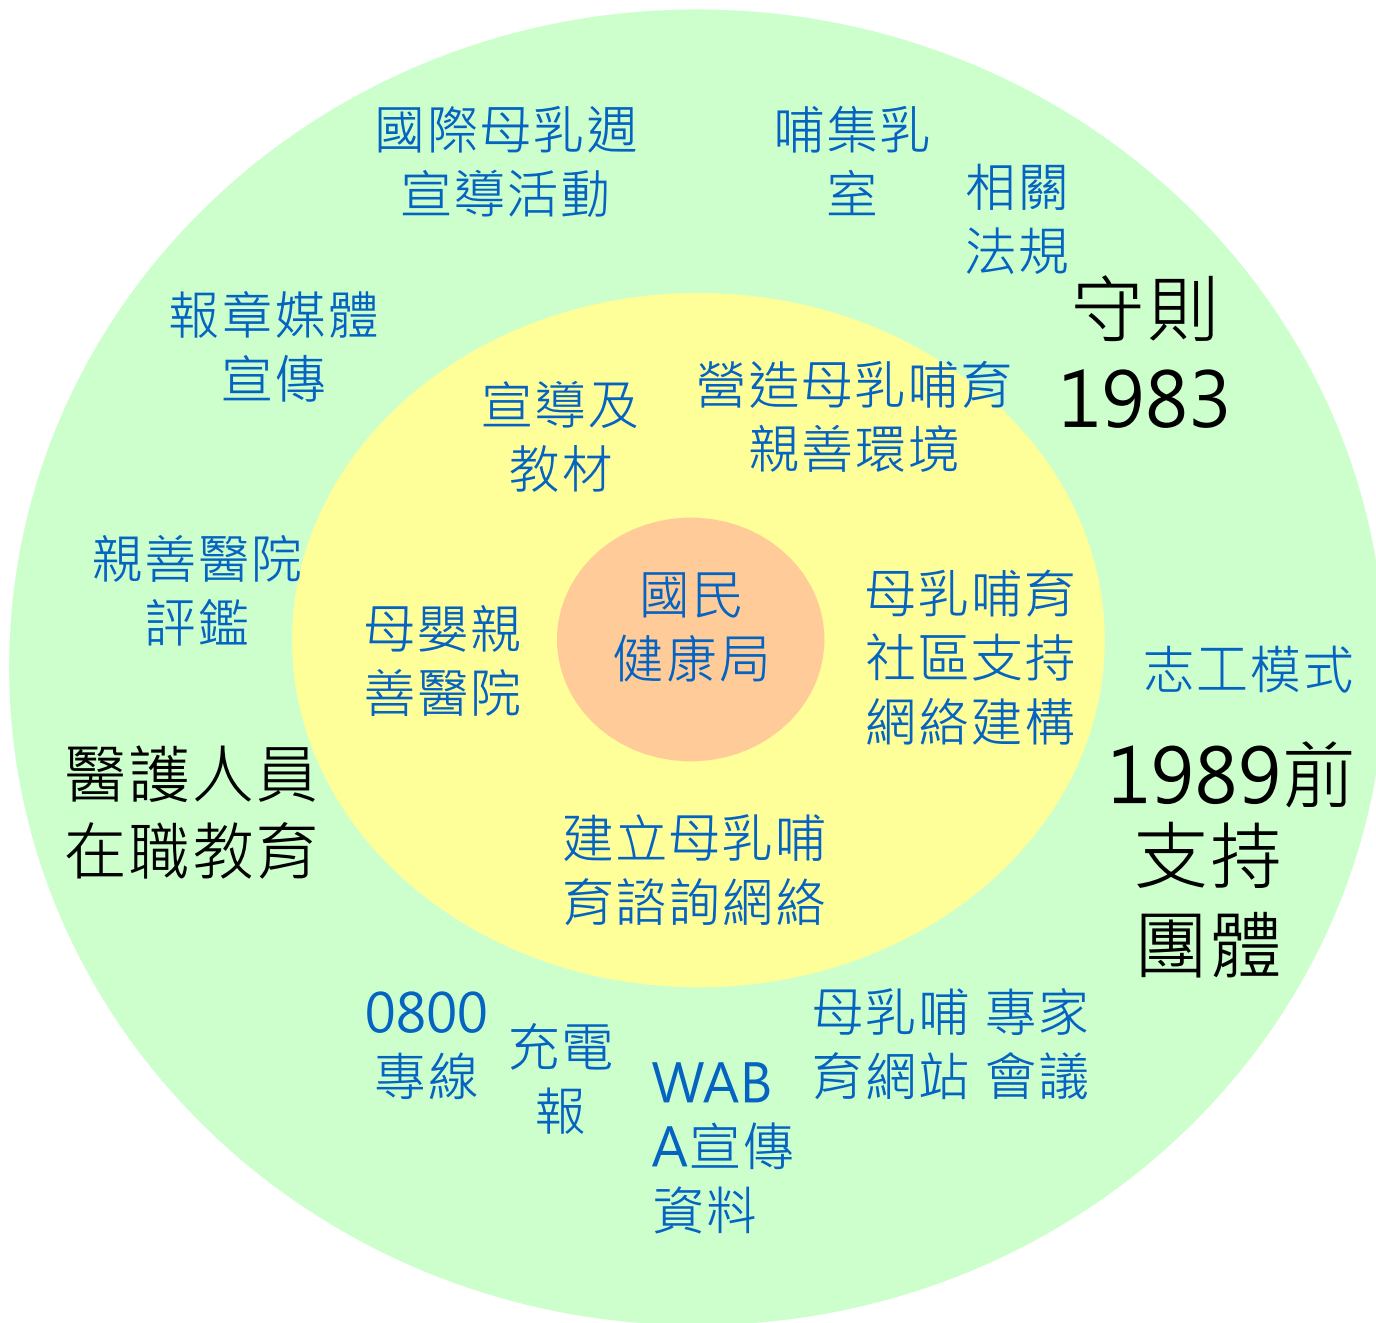 國際母乳週
宣導活動
哺集乳
室
相關
法規
守則
1983
報章媒體
宣傳
宣導及
教材
營造母乳哺育
親善環境
親善醫院
評鑑
母嬰親
善醫院
國民
健康局
母乳哺育
社區支持
網絡建構
志工模式
醫護人員
在職教育
1989前
支持
團體
建立母乳哺
育諮詢網絡
0800
專線
充電
報
WAB
A宣傳
資料
母乳哺
育網站
專家
會議